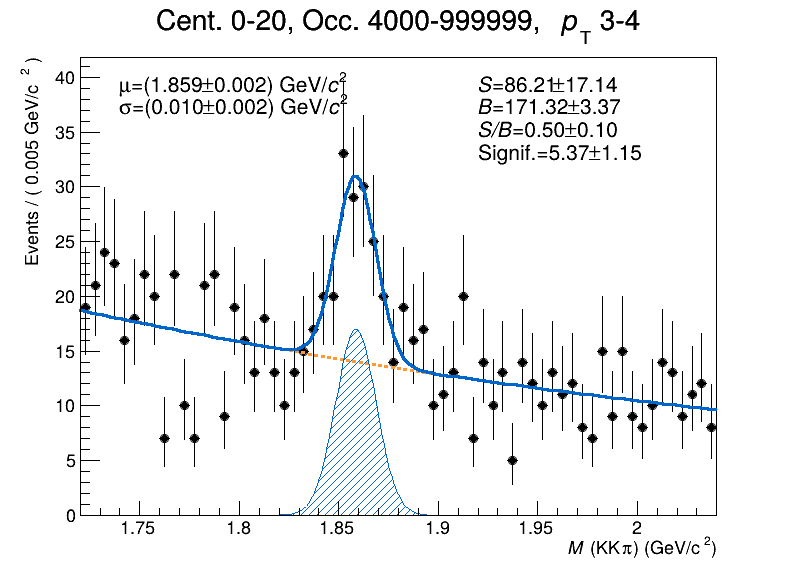 Cent. 0-20, Occ. 4000-999999, p_T 3-4
μ=(1.859±0.002) GeV/c²
σ=(0.010±0.002) GeV/c²
S=86.21±17.14
B=171.32±3.37
S/B=0.50±0.10
Signif.=5.37±1.15
Events / ( 0.005 GeV/c ² )
40
35
30
25
20
15
10
5
0
1.75 1.8 1.85 1.9 1.95 2
M (KKπ) (GeV/c²)